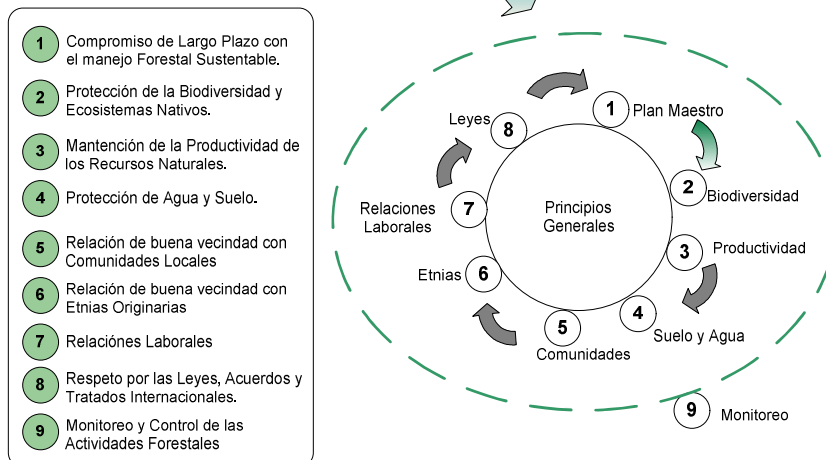 1 Compromiso de Largo Plazo con
el manejo Forestal Sustentable.
2 Protección de la Biodiversidad y
Ecosistemas Nativos.
3 Mantención de la Productividad de
los Recursos Naturales.
4 Protección de Agua y Suelo.
5 Relación de buena vecindad con
Comunidades Locales
6 Relación de buena vecindad con
Etnias Originarias
7 Relaciónes Laborales
8 Respeto por las Leyes, Acuerdos y
Tratados Internacionales.
9 Monitoreo y Control de las
Actividades Forestales
Principios
Generales
1 Plan Maestro
2 Biodiversidad
3 Productividad
4 Suelo y Agua
5 Comunidades
6 Etnias
7 Relaciones
Laborales
8 Leyes
9 Monitoreo